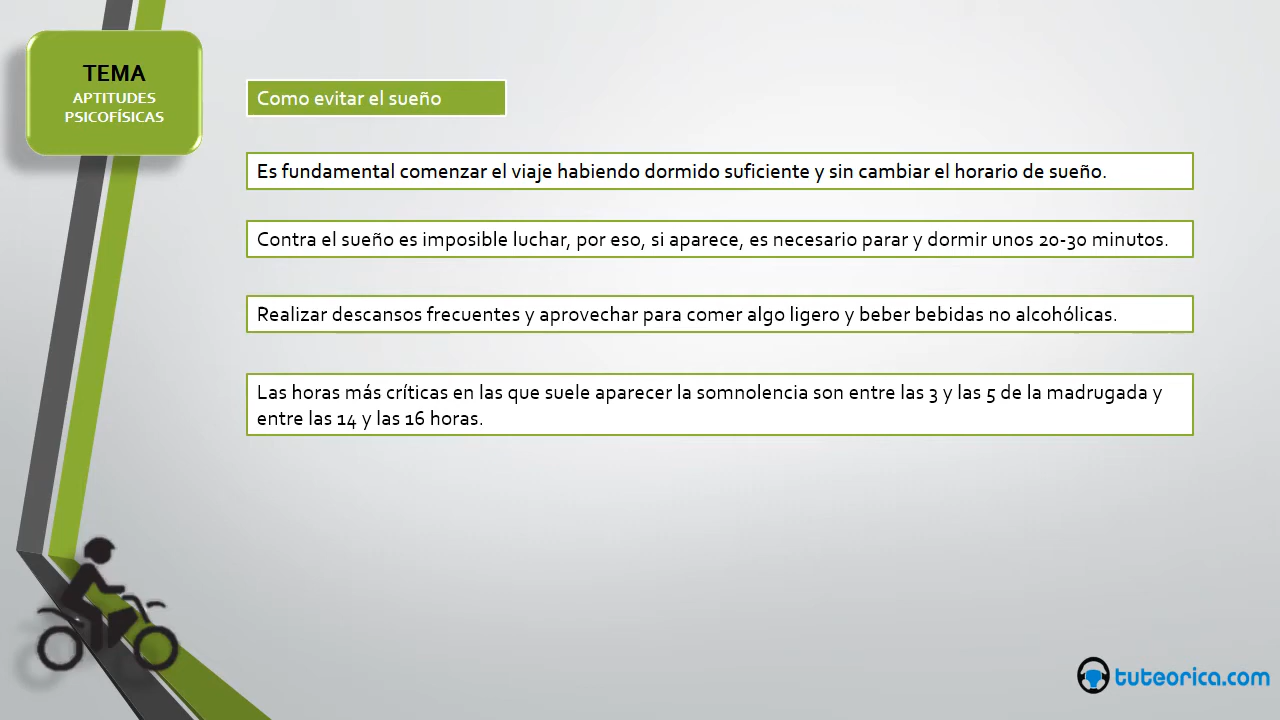 TEMA
APTITUDES
PSICOFÍSICAS
Como evitar el sueño
Es fundamental comenzar el viaje habiendo dormido suficiente y sin cambiar el horario de sueño.
Contra el sueño es imposible luchar, por eso, si aparece, es necesario parar y dormir unos 20-30 minutos.
Realizar descansos frecuentes y aprovechar para comer algo ligero y beber bebidas no alcohólicas.
Las horas más críticas en las que suele aparecer la somnolencia son entre las 3 y las 5 de la madrugada y
entre las 14 y las 16 horas.
tuteorica.com